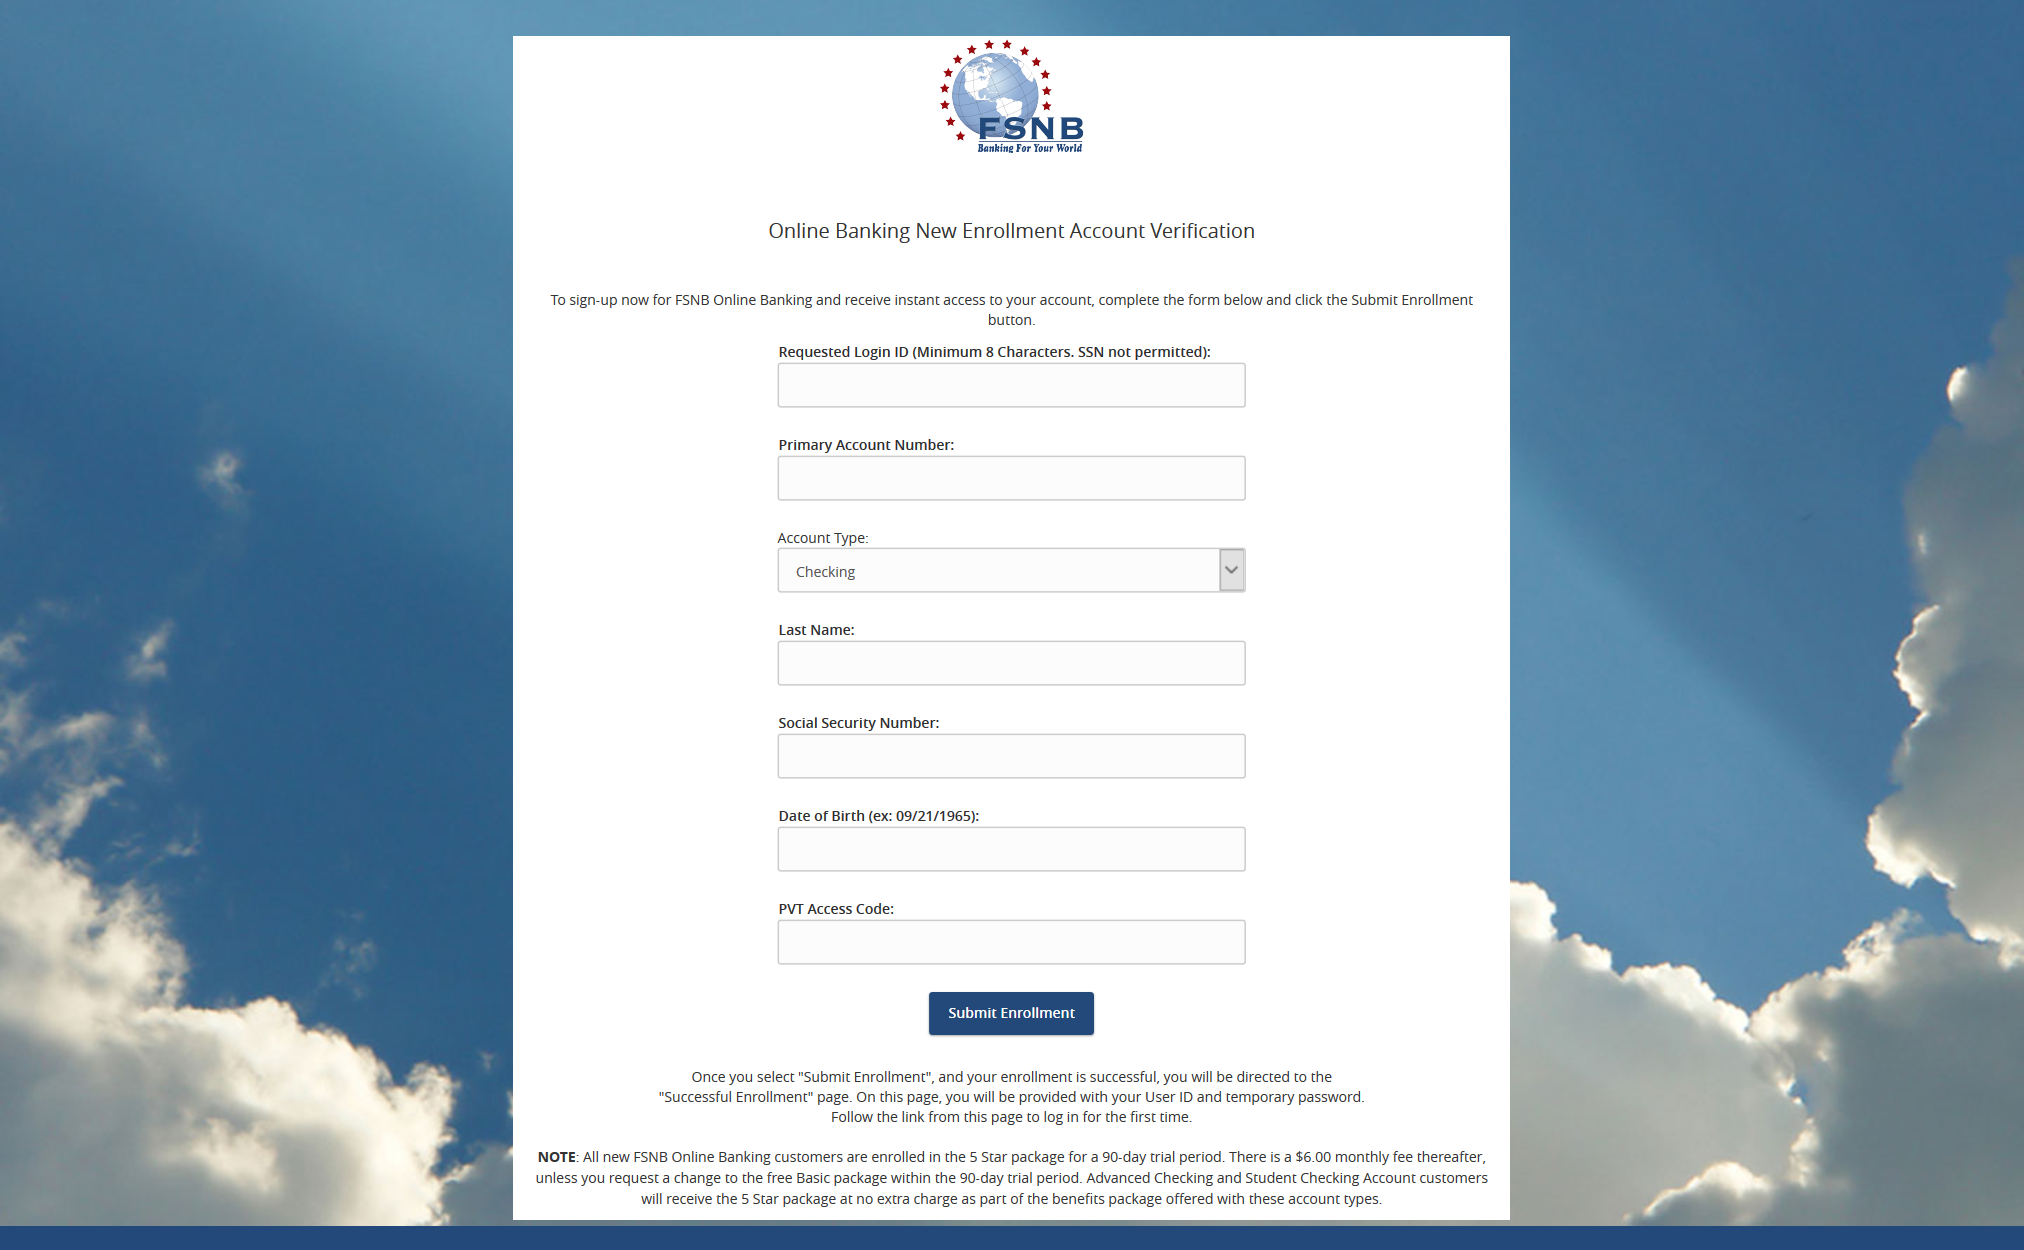 FSNB
Banking For Your World
Online Banking New Enrollment Account Verification
To sign-up now for FSNB Online Banking and receive instant access to your account, complete the form below and click the Submit Enrollment
button.
Requested Login ID (Minimum 8 Characters. SSN not permitted):
Primary Account Number:
Account Type:
Checking
Last Name:
Social Security Number:
Date of Birth (ex: 09/21/1965):
PVT Access Code:
Submit Enrollment
Once you select "Submit Enrollment", and your enrollment is successful, you will be directed to the
"Successful Enrollment" page. On this page, you will be provided with your User ID and temporary password.
Follow the link from this page to log in for the first time.
NOTE: All new FSNB Online Banking customers are enrolled in the 5 Star package for a 90-day trial period. There is a $6.00 monthly fee thereafter,
unless you request a change to the free Basic package within the 90-day trial period. Advanced Checking and Student Checking Account customers
will receive the 5 Star package at no extra charge as part of the benefits package offered with these account types.